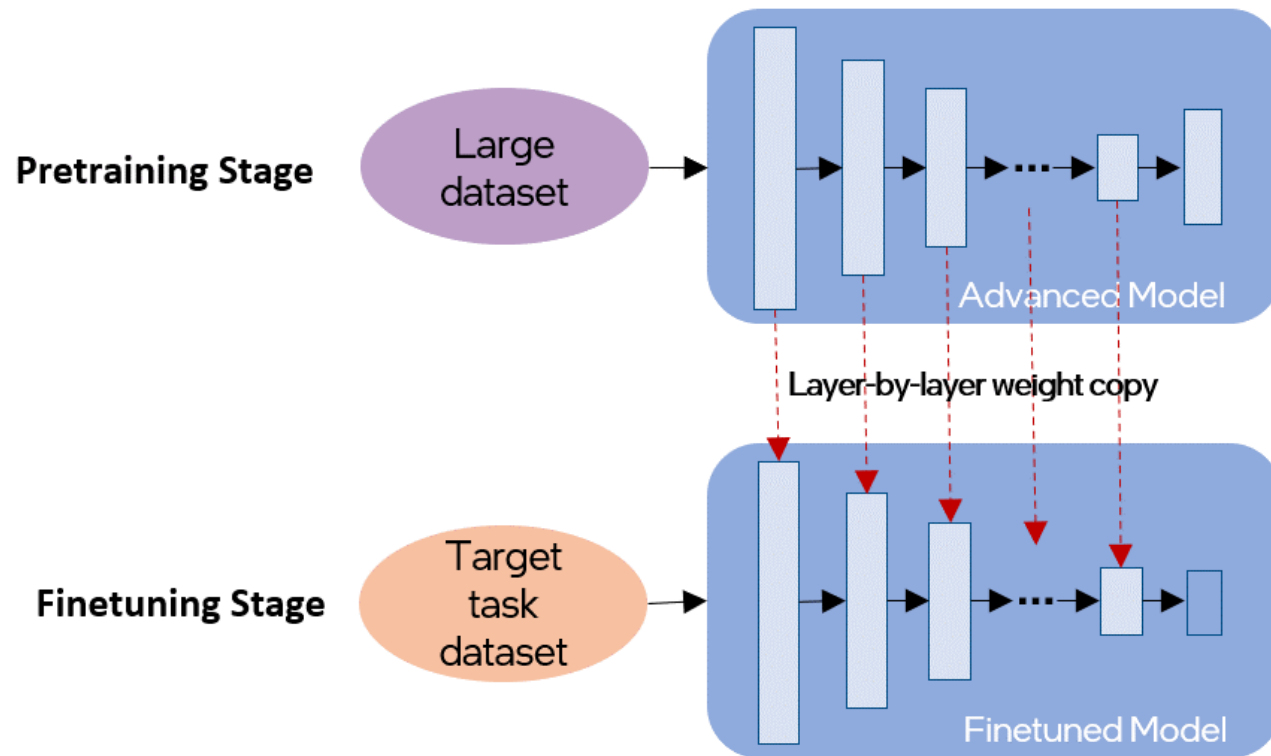 Pretraining Stage
Large
dataset
...
Advanced Model
Layer-by-layer weight copy
Finetuning Stage
Target
task
dataset
...
Finetuned Model